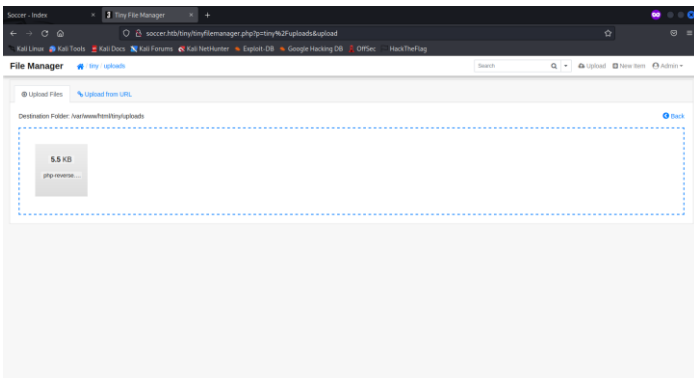 Soccer - Index × Tiny File Manager × +
soccer.htb/tiny/tinyfilemanager.php?p=tiny%2Fuploads&upload
Kali Linux Kali Tools Kali Docs Kali Forums Kali NetHunter Exploit-DB Google Hacking DB OffSec HackTheFlag
File Manager / tiny / uploads Search Upload New Item Admin
Upload Files Upload from URL
Destination Folder: /var/www/html/tiny/uploads Back
5.5 KB
php-reverse...